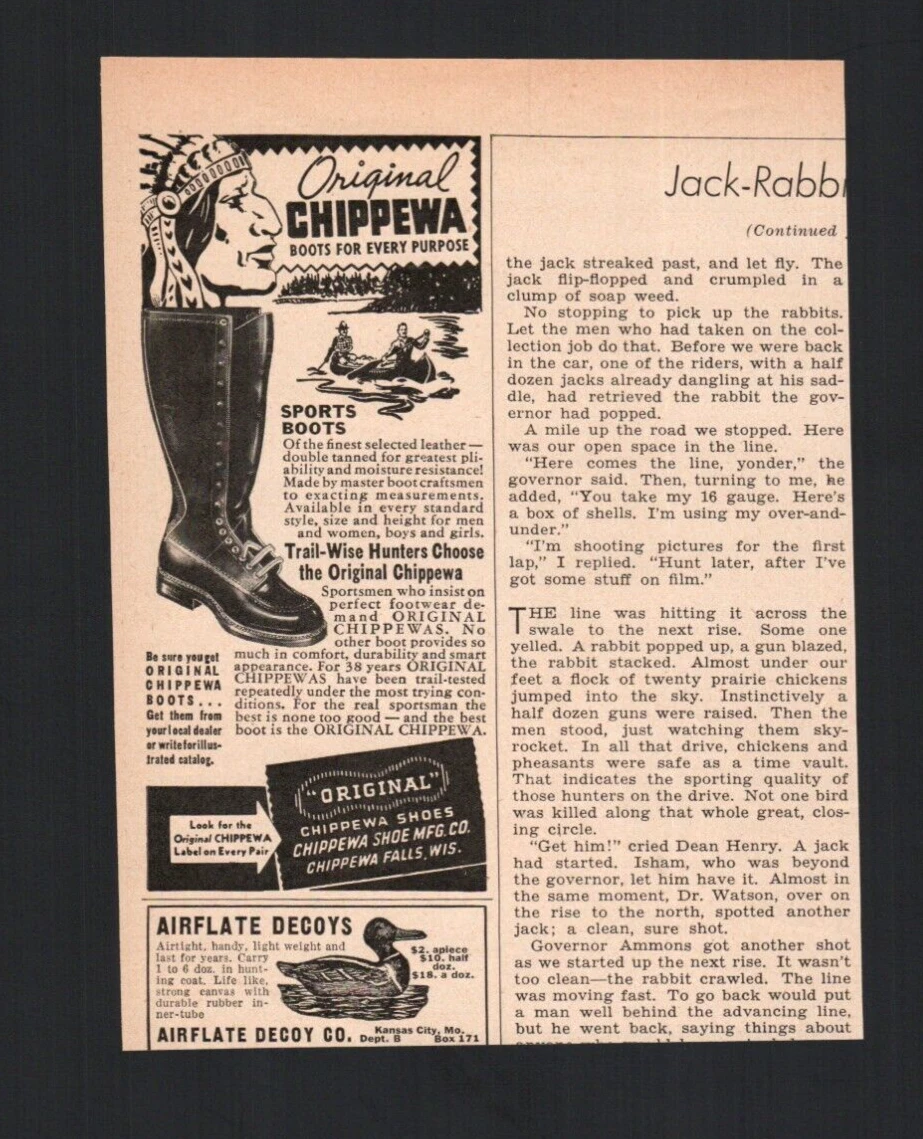 Original
CHIPPEWA
BOOTS FOR EVERY PURPOSE
SPORTS
BOOTS
Of the finest selected leather —
double tanned for greatest pli-
ability and moisture resistance!
Made by master boot craftsmen
to exacting measurements.
Available in every standard
style, size and height for men
and women, boys and girls.
Trail-Wise Hunters Choose
the Original Chippewa
Sportsmen who insist on
perfect footwear de-
mand ORIGINAL
CHIPPEWAS. No
other boot provides so
much in comfort, durability and smart
appearance. For 38 years ORIGINAL
CHIPPEWAS have been trail-tested
repeatedly under the most trying con-
ditions. For the real sportsman the
best is none too good — and the best
boot is the ORIGINAL CHIPPEWA.
Be sure you get
ORIGINAL
CHIPPEWA
BOOTS...
Get them from
your local dealer
or write for illus-
trated catalog.
Look for the
Original CHIPPEWA
Label on Every Pair
"ORIGINAL"
CHIPPEWA SHOES
CHIPPEWA SHOE MFG. CO.
CHIPPEWA FALLS, WIS.
AIRFLATE DECOYS
Airtight, handy, light weight and
last for years. Carry
1 to 6 doz. in hunt-
ing coat. Life like,
strong canvas with
durable rubber in-
ner-tube
$2. apiece
$10. half
doz.
$18. a doz.
AIRFLATE DECOY CO. Kansas City, Mo.
Dept. B Box 171
Jack-Rabbi
(Continued
the jack streaked past, and let fly. The
jack flip-flopped and crumpled in a
clump of soap weed.
No stopping to pick up the rabbits.
Let the men who had taken on the col-
lection job do that. Before we were back
in the car, one of the riders, with a half
dozen jacks already dangling at his sad-
dle, had retrieved the rabbit the gov-
ernor had popped.
A mile up the road we stopped. Here
was our open space in the line.
"Here comes the line, yonder," the
governor said. Then, turning to me, he
added, "You take my 16 gauge. Here's
a box of shells. I'm using my over-and-
under."
"I'm shooting pictures for the first
lap," I replied. "Hunt later, after I've
got some stuff on film."
THE line was hitting it across the
swale to the next rise. Some one
yelled. A rabbit popped up, a gun blazed,
the rabbit stacked. Almost under our
feet a flock of twenty prairie chickens
jumped into the sky. Instinctively a
half dozen guns were raised. Then the
men stood, just watching them sky-
rocket. In all that drive, chickens and
pheasants were safe as a time vault.
That indicates the sporting quality of
those hunters on the drive. Not one bird
was killed along that whole great, clos-
ing circle.
"Get him!" cried Dean Henry. A jack
had started. Isham, who was beyond
the governor, let him have it. Almost in
the same moment, Dr. Watson, over on
the rise to the north, spotted another
jack; a clean, sure shot.
Governor Ammons got another shot
as we started up the next rise. It wasn't
too clean—the rabbit crawled. The line
was moving fast. To go back would put
a man well behind the advancing line,
but he went back, saying things about